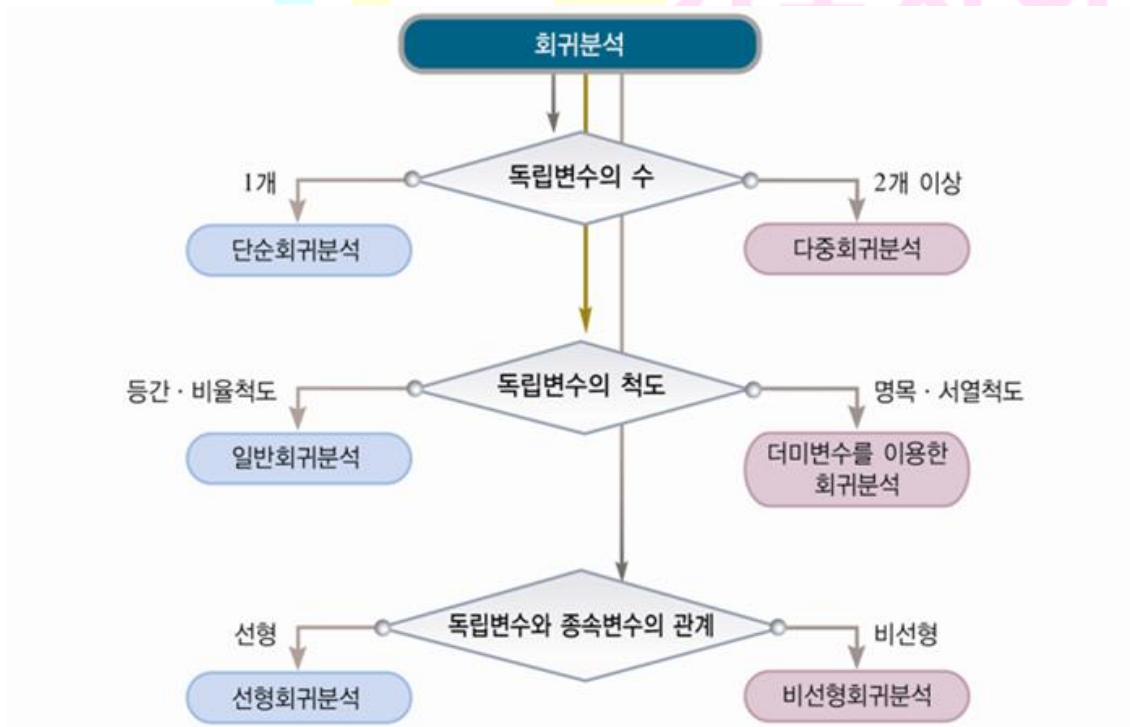 회귀분석
독립변수의 수
1개
2개 이상
단순회귀분석
다중회귀분석
독립변수의 척도
등간 · 비율척도
명목 · 서열척도
일반회귀분석
더미변수를 이용한
회귀분석
독립변수와 종속변수의 관계
선형
비선형
선형회귀분석
비선형회귀분석